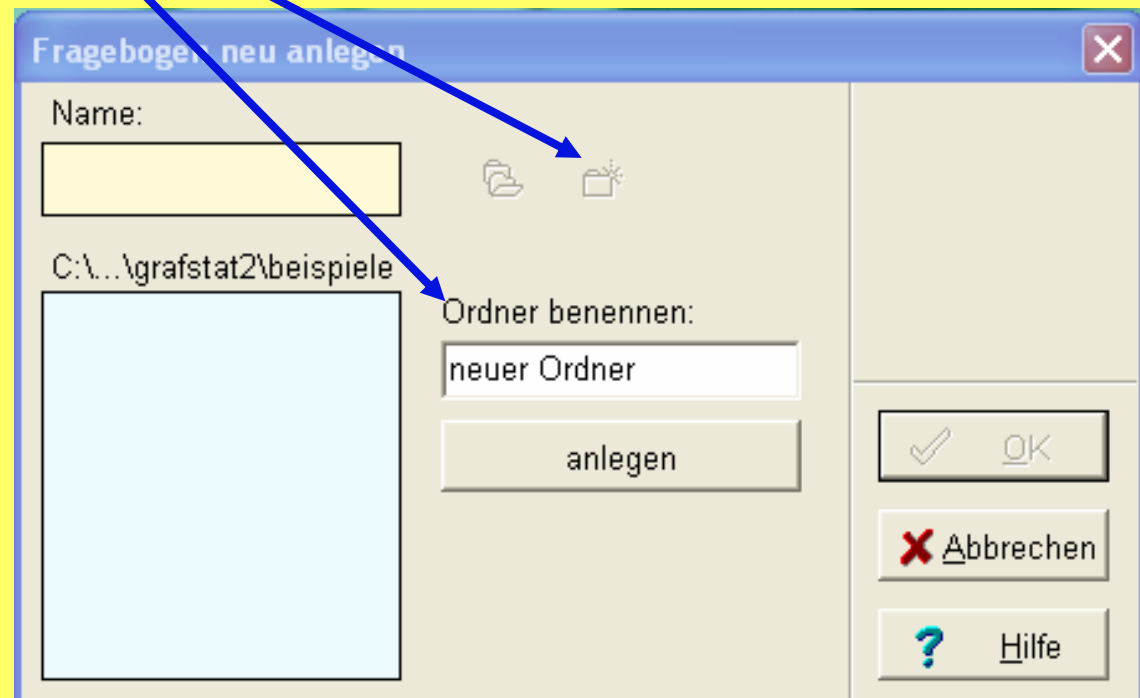 Fragebogen neu anlegen
Name:
C:\...\grafstat2\beispiele
Ordner benennen:
neuer Ordner
anlegen
OK
Abbrechen
Hilfe